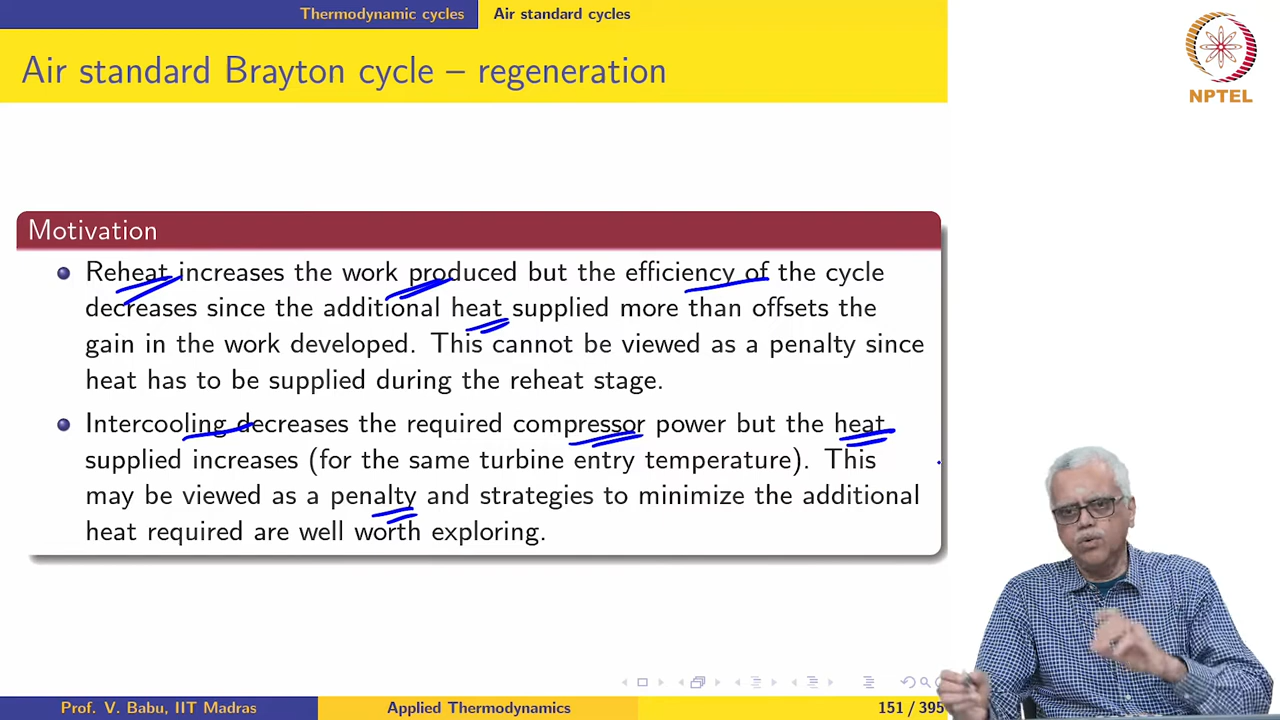 Thermodynamic cycles Air standard cycles
Air standard Brayton cycle – regeneration
NPTEL
Motivation
Reheat increases the work produced but the efficiency of the cycle
decreases since the additional heat supplied more than offsets the
gain in the work developed. This cannot be viewed as a penalty since
heat has to be supplied during the reheat stage.
Intercooling decreases the required compressor power but the heat
supplied increases (for the same turbine entry temperature). This
may be viewed as a penalty and strategies to minimize the additional
heat required are well worth exploring.
Prof. V. Babu, IIT Madras Applied Thermodynamics 151 / 395